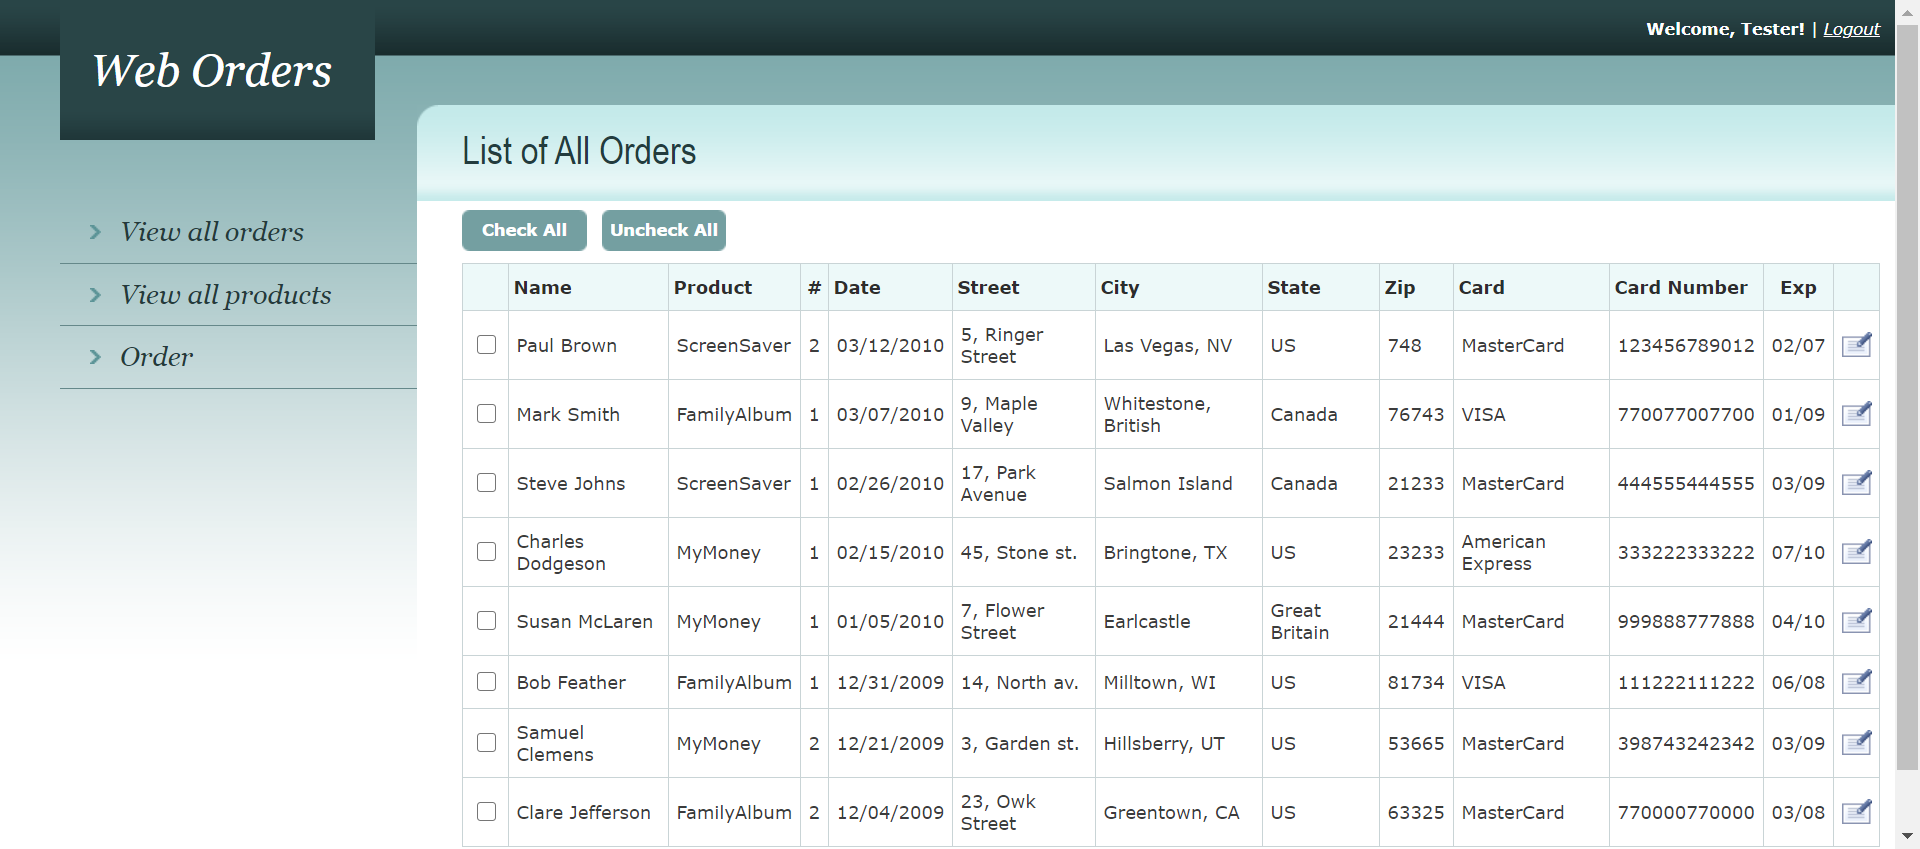 Welcome, Tester! | Logout
Web Orders
List of All Orders
View all orders
View all products
Order
Check All Uncheck All
Name Product # Date Street City State Zip Card Card Number Exp
Paul Brown ScreenSaver 2 03/12/2010 5, Ringer Street Las Vegas, NV US 748 MasterCard 123456789012 02/07
Mark Smith FamilyAlbum 1 03/07/2010 9, Maple Valley Whitestone, British Canada 76743 VISA 770077007700 01/09
Steve Johns ScreenSaver 1 02/26/2010 17, Park Avenue Salmon Island Canada 21233 MasterCard 444555444555 03/09
Charles Dodgeson MyMoney 1 02/15/2010 45, Stone st. Bringtone, TX US 23233 American Express 333222333222 07/10
Susan McLaren MyMoney 1 01/05/2010 7, Flower Street Earlcastle Great Britain 21444 MasterCard 999888777888 04/10
Bob Feather FamilyAlbum 1 12/31/2009 14, North av. Milltown, WI US 81734 VISA 111222111222 06/08
Samuel Clemens MyMoney 2 12/21/2009 3, Garden st. Hillsberry, UT US 53665 MasterCard 398743242342 03/09
Clare Jefferson FamilyAlbum 2 12/04/2009 23, Owk Street Greentown, CA US 63325 MasterCard 770000770000 03/08